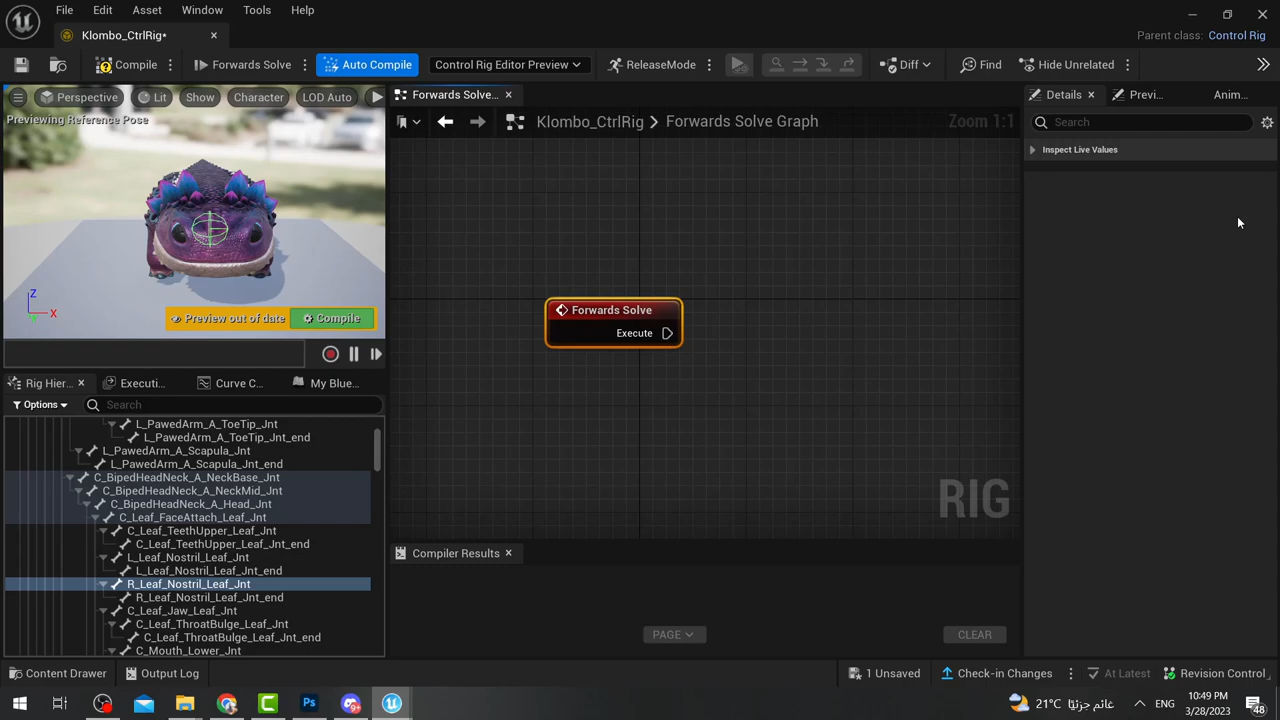 File Edit Asset Window Tools Help
Klombo_CtrlRig*
Parent class: Control Rig
Compile Forwards Solve Auto Compile Control Rig Editor Preview ReleaseMode Diff Find Hide Unrelated
Perspective Lit Show Character LOD Auto
Previewing Reference Pose
Z
X
Preview out of date Compile
Rig Hier... Executi... Curve C... My Blue...
Options Search
L_PawedArm_A_ToeTip_Jnt
L_PawedArm_A_ToeTip_Jnt_end
L_PawedArm_A_Scapula_Jnt
L_PawedArm_A_Scapula_Jnt_end
C_BipedHeadNeck_A_NeckBase_Jnt
C_BipedHeadNeck_A_NeckMid_Jnt
C_BipedHeadNeck_A_Head_Jnt
C_Leaf_FaceAttach_Leaf_Jnt
C_Leaf_TeethUpper_Leaf_Jnt
C_Leaf_TeethUpper_Leaf_Jnt_end
L_Leaf_Nostril_Leaf_Jnt
L_Leaf_Nostril_Leaf_Jnt_end
R_Leaf_Nostril_Leaf_Jnt
R_Leaf_Nostril_Leaf_Jnt_end
C_Leaf_Jaw_Leaf_Jnt
C_Leaf_ThroatBulge_Leaf_Jnt
C_Leaf_ThroatBulge_Leaf_Jnt_end
C_Mouth_Lower_Jnt
Forwards Solve...
Klombo_CtrlRig > Forwards Solve Graph Zoom 1:1
Forwards Solve
Execute
RIG
Compiler Results
PAGE CLEAR
Details Previ... Anim...
Search
Inspect Live Values
Content Drawer Output Log 1 Unsaved Check-in Changes At Latest Revision Control
Ps
21°C غائم جزئيًا ENG 10:49 PM
3/28/2023 48